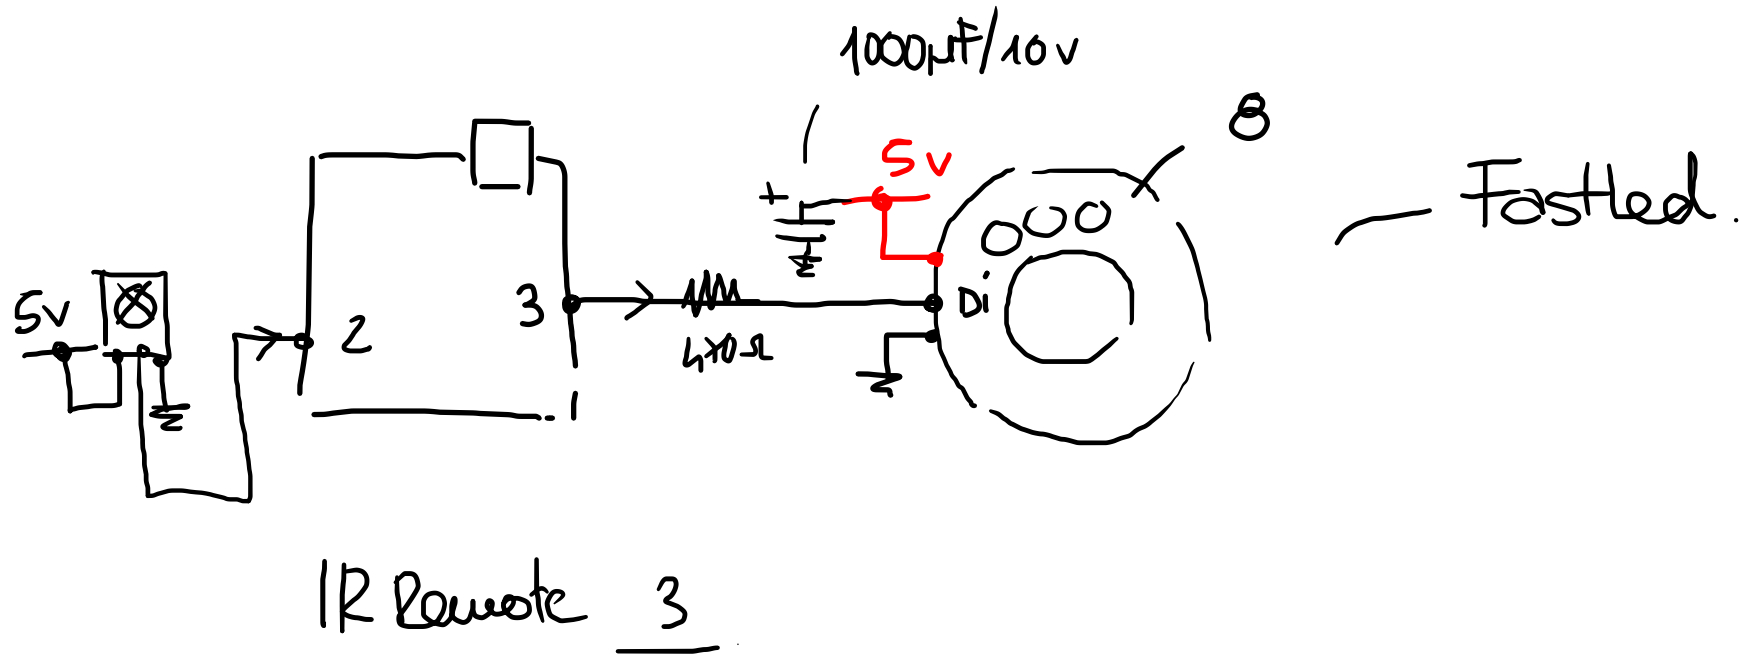 1000µF/10v
8
5v
+
FastLed.
5v
2
3
Di
470Ω
IR Remote 3